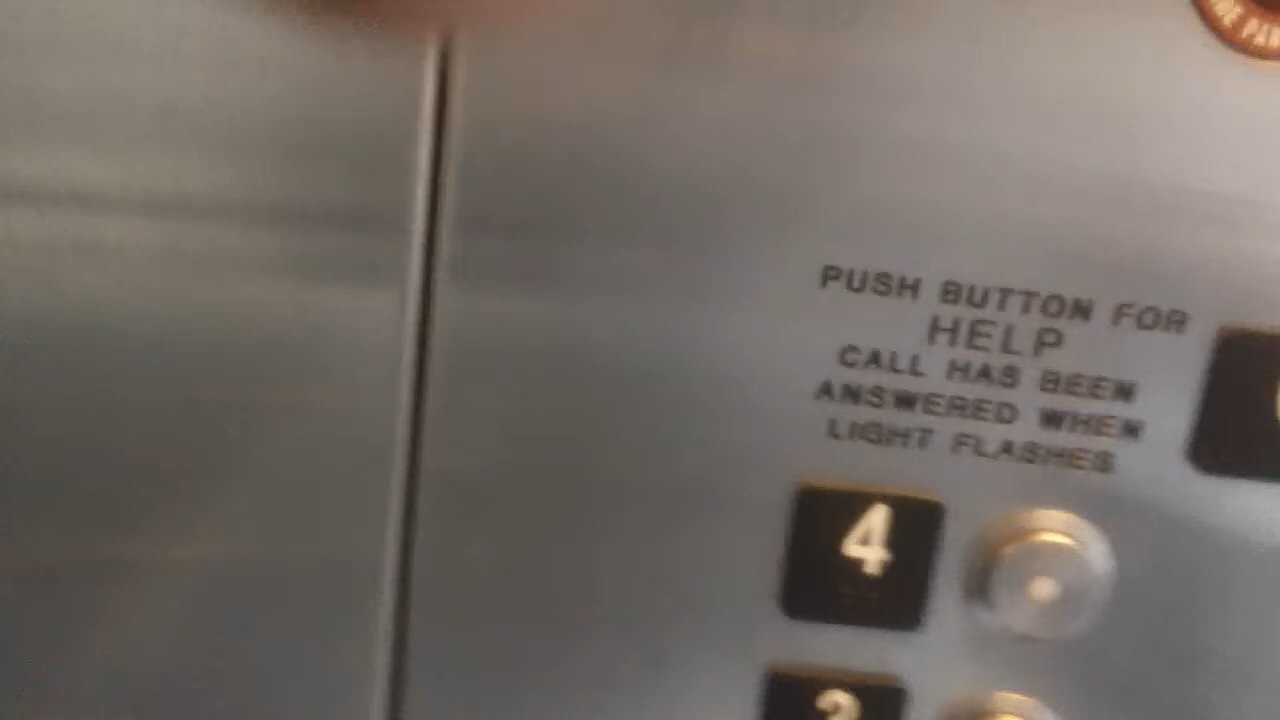 PUSH BUTTON FOR
HELP
CALL HAS BEEN
ANSWERED WHEN
LIGHT FLASHES
4